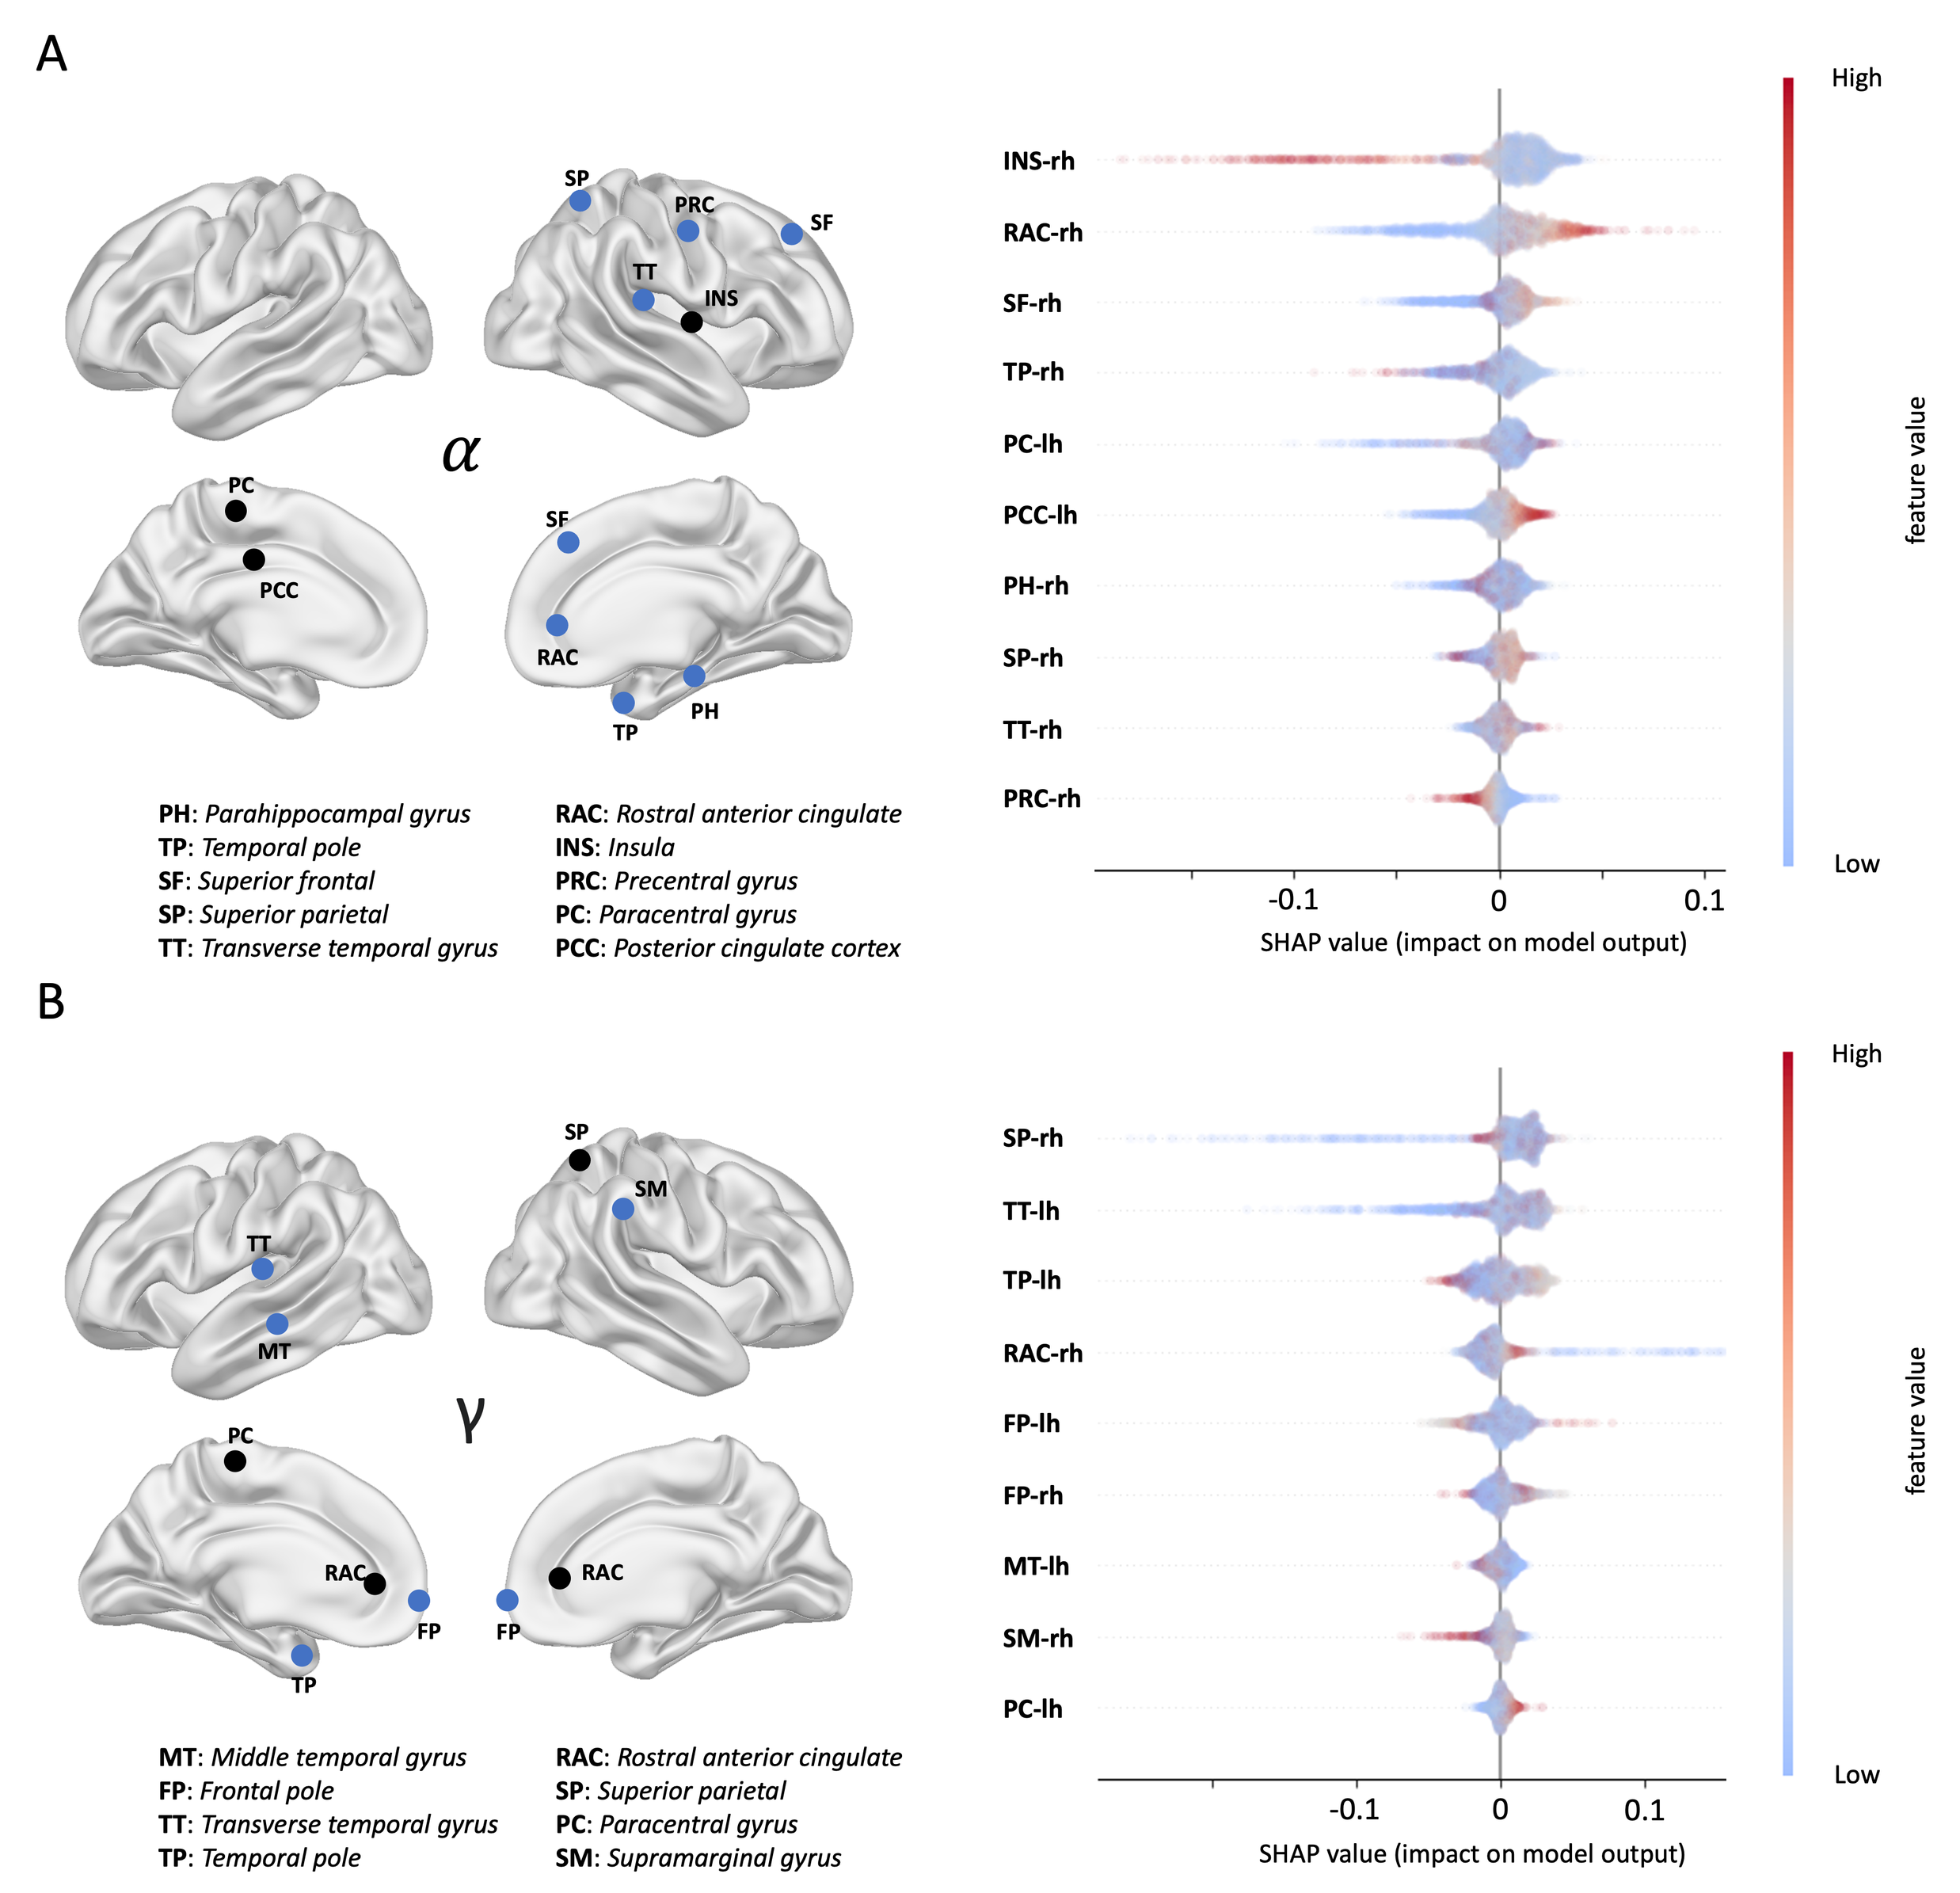 A
SP
PRC
SF
TT
INS
α
PC
PCC
SF
RAC
TP
PH
PH: Parahippocampal gyrus
TP: Temporal pole
SF: Superior frontal
SP: Superior parietal
TT: Transverse temporal gyrus
RAC: Rostral anterior cingulate
INS: Insula
PRC: Precentral gyrus
PC: Paracentral gyrus
PCC: Posterior cingulate cortex
INS-rh
RAC-rh
SF-rh
TP-rh
PC-lh
PCC-lh
PH-rh
SP-rh
TT-rh
PRC-rh
-0.1 0 0.1
SHAP value (impact on model output)
High
feature value
Low
B
SP
SM
TT
MT
γ
PC
RAC
FP
TP
RAC
FP
MT: Middle temporal gyrus
FP: Frontal pole
TT: Transverse temporal gyrus
TP: Temporal pole
RAC: Rostral anterior cingulate
SP: Superior parietal
PC: Paracentral gyrus
SM: Supramarginal gyrus
SP-rh
TT-lh
TP-lh
RAC-rh
FP-lh
FP-rh
MT-lh
SM-rh
PC-lh
-0.1 0 0.1
SHAP value (impact on model output)
High
feature value
Low